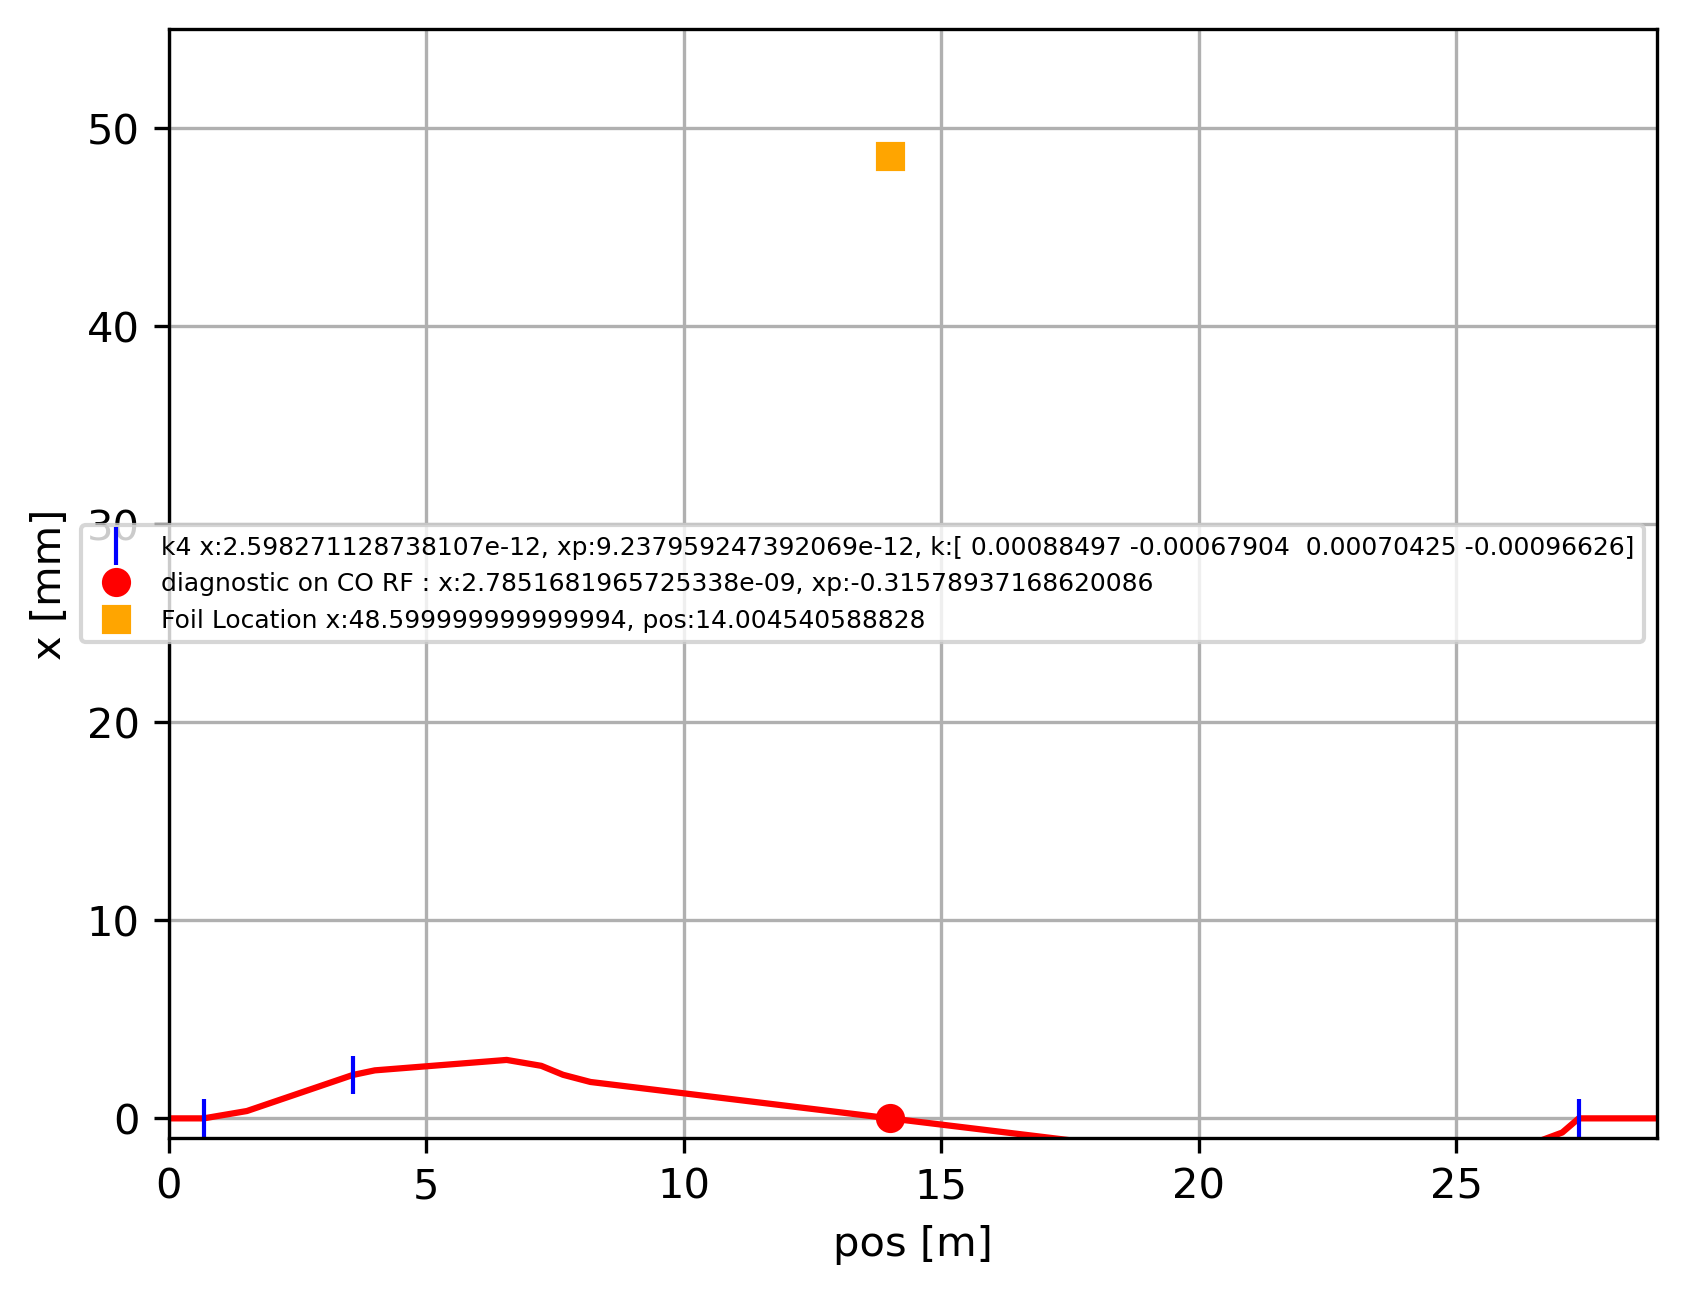 50
40
30
20
10
0
x [mm]
k4 x:2.598271128738107e-12, xp:9.237959247392069e-12, k:[ 0.00088497 -0.00067904  0.00070425 -0.00096626]
diagnostic on CO RF : x:2.7851681965725338e-09, xp:-0.31578937168620086
Foil Location x:48.599999999999994, pos:14.004540588828
0 5 10 15 20 25
pos [m]